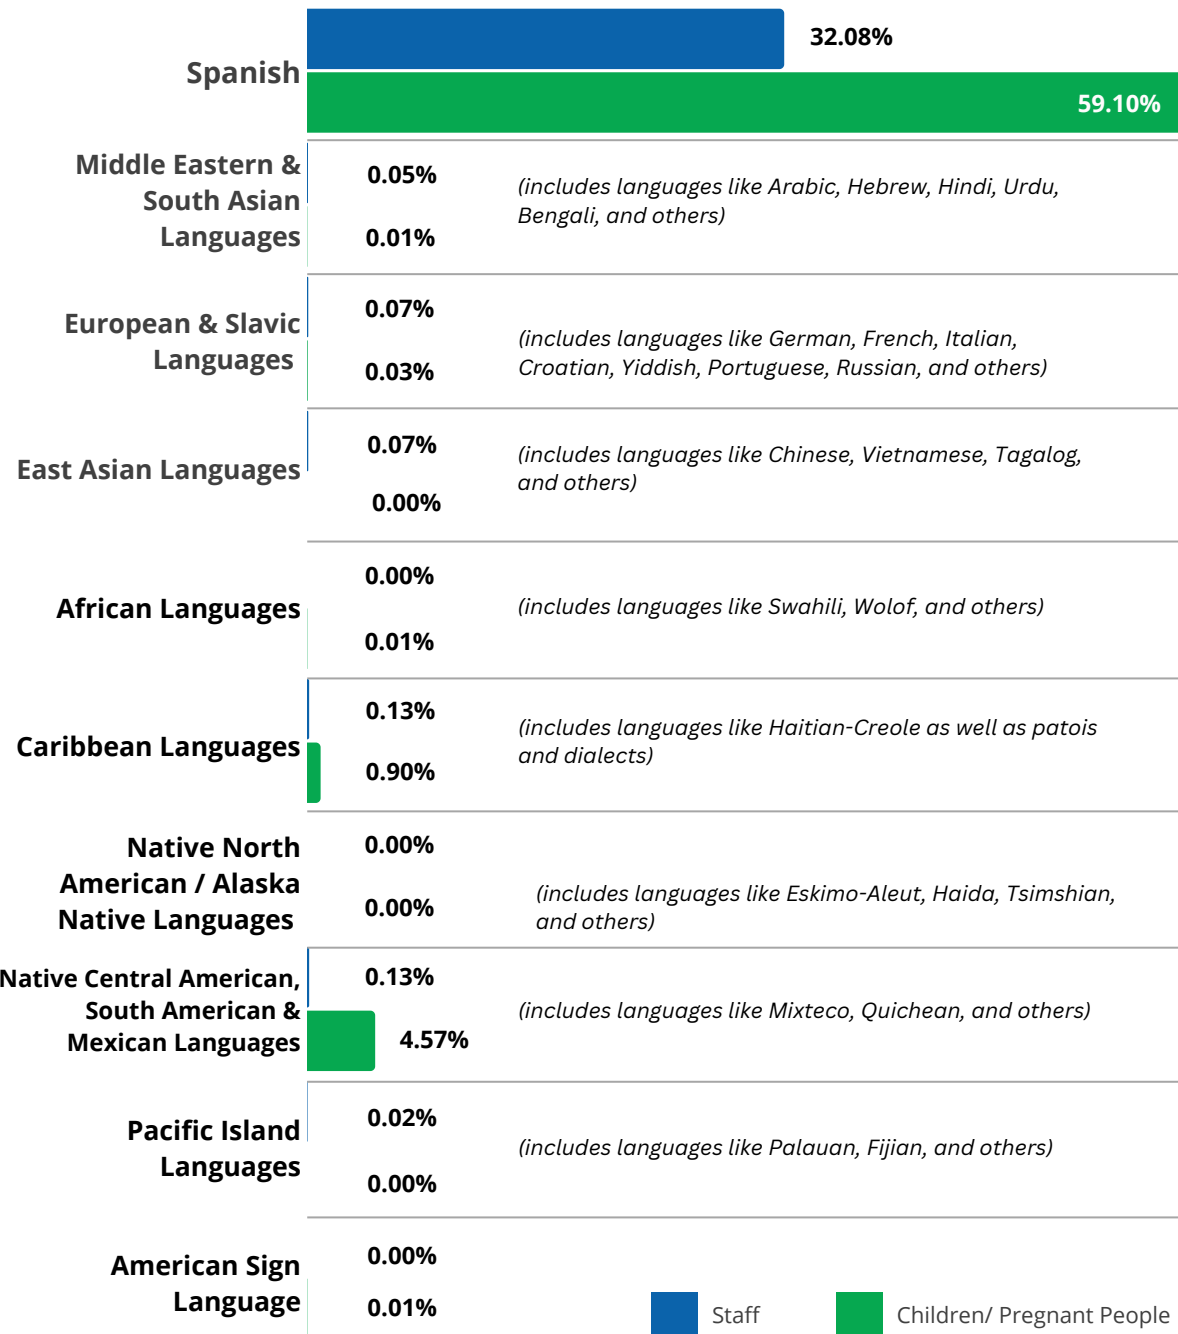 32.08%
Spanish
59.10%
Middle Eastern &
South Asian
Languages
0.05%
0.01%
(includes languages like Arabic, Hebrew, Hindi, Urdu,
Bengali, and others)
European & Slavic
Languages
0.07%
0.03%
(includes languages like German, French, Italian,
Croatian, Yiddish, Portuguese, Russian, and others)
East Asian Languages
0.07%
0.00%
(includes languages like Chinese, Vietnamese, Tagalog,
and others)
African Languages
0.00%
0.01%
(includes languages like Swahili, Wolof, and others)
Caribbean Languages
0.13%
0.90%
(includes languages like Haitian-Creole as well as patois
and dialects)
Native North
American / Alaska
Native Languages
0.00%
0.00%
(includes languages like Eskimo-Aleut, Haida, Tsimshian,
and others)
Native Central American,
South American &
Mexican Languages
0.13%
4.57%
(includes languages like Mixteco, Quichean, and others)
Pacific Island
Languages
0.02%
0.00%
(includes languages like Palauan, Fijian, and others)
American Sign
Language
0.00%
0.01%
Staff
Children/ Pregnant People